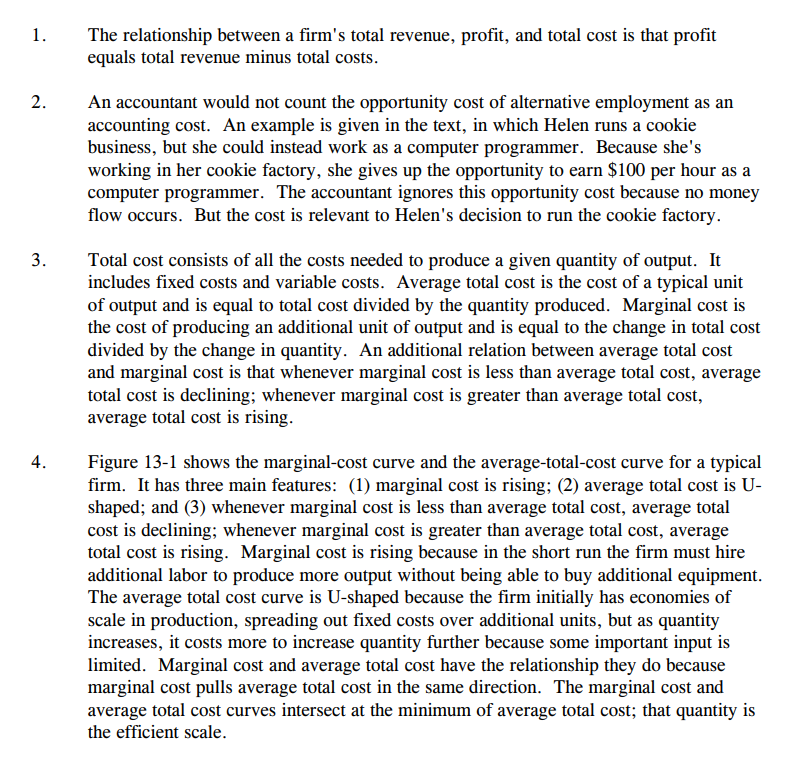 1. The relationship between a firm's total revenue, profit, and total cost is that profit
equals total revenue minus total costs.
2. An accountant would not count the opportunity cost of alternative employment as an
accounting cost. An example is given in the text, in which Helen runs a cookie
business, but she could instead work as a computer programmer. Because she's
working in her cookie factory, she gives up the opportunity to earn $100 per hour as a
computer programmer. The accountant ignores this opportunity cost because no money
flow occurs. But the cost is relevant to Helen's decision to run the cookie factory.
3. Total cost consists of all the costs needed to produce a given quantity of output. It
includes fixed costs and variable costs. Average total cost is the cost of a typical unit
of output and is equal to total cost divided by the quantity produced. Marginal cost is
the cost of producing an additional unit of output and is equal to the change in total cost
divided by the change in quantity. An additional relation between average total cost
and marginal cost is that whenever marginal cost is less than average total cost, average
total cost is declining; whenever marginal cost is greater than average total cost,
average total cost is rising.
4. Figure 13-1 shows the marginal-cost curve and the average-total-cost curve for a typical
firm. It has three main features: (1) marginal cost is rising; (2) average total cost is U-
shaped; and (3) whenever marginal cost is less than average total cost, average total
cost is declining; whenever marginal cost is greater than average total cost, average
total cost is rising. Marginal cost is rising because in the short run the firm must hire
additional labor to produce more output without being able to buy additional equipment.
The average total cost curve is U-shaped because the firm initially has economies of
scale in production, spreading out fixed costs over additional units, but as quantity
increases, it costs more to increase quantity further because some important input is
limited. Marginal cost and average total cost have the relationship they do because
marginal cost pulls average total cost in the same direction. The marginal cost and
average total cost curves intersect at the minimum of average total cost; that quantity is
the efficient scale.